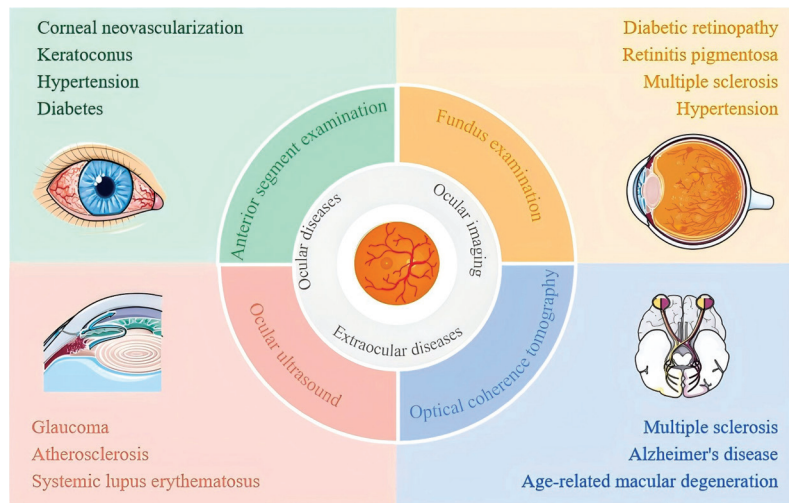 Corneal neovascularization
Keratoconus
Hypertension
Diabetes
Diabetic retinopathy
Retinitis pigmentosa
Multiple sclerosis
Hypertension
Anterior segment examination
Fundus examination
Ocular diseases
Ocular imaging
Extraocular diseases
Ocular ultrasound
Optical coherence tomography
Glaucoma
Atherosclerosis
Systemic lupus erythematosus
Multiple sclerosis
Alzheimer's disease
Age-related macular degeneration